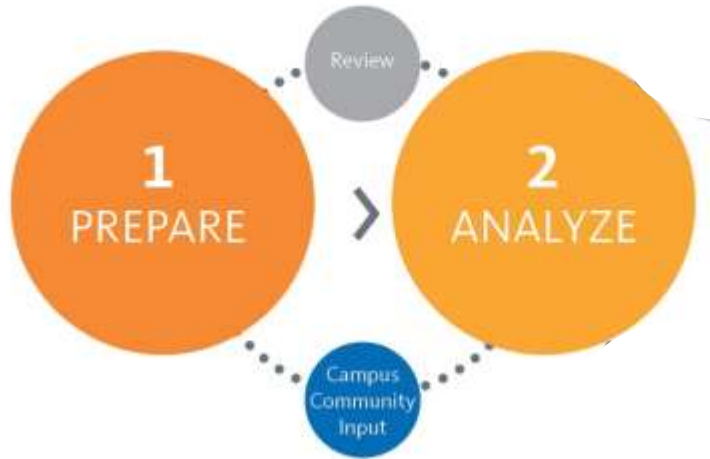 Review
1
PREPARE
2
ANALYZE
Campus
Community
Input